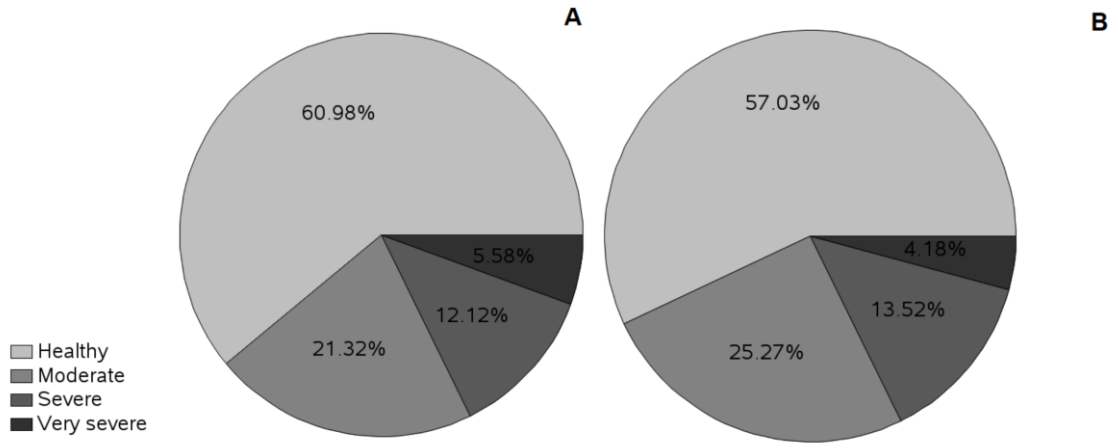 A
B
60.98%
57.03%
5.58%
4.18%
12.12%
13.52%
21.32%
25.27%
Healthy
Moderate
Severe
Very severe